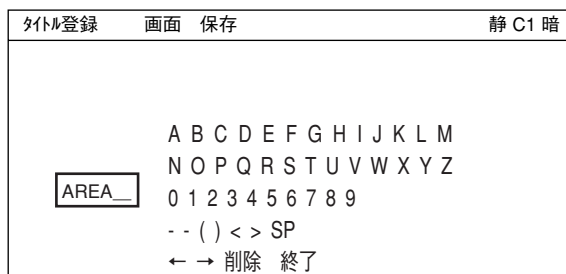 ﾀｲﾄﾙ登録 画面 保存 静 C1 暗
A B C D E F G H I J K L M
N O P Q R S T U V W X Y Z
AREA__ 0 1 2 3 4 5 6 7 8 9
- - ( ) < > SP
← → 削除 終了